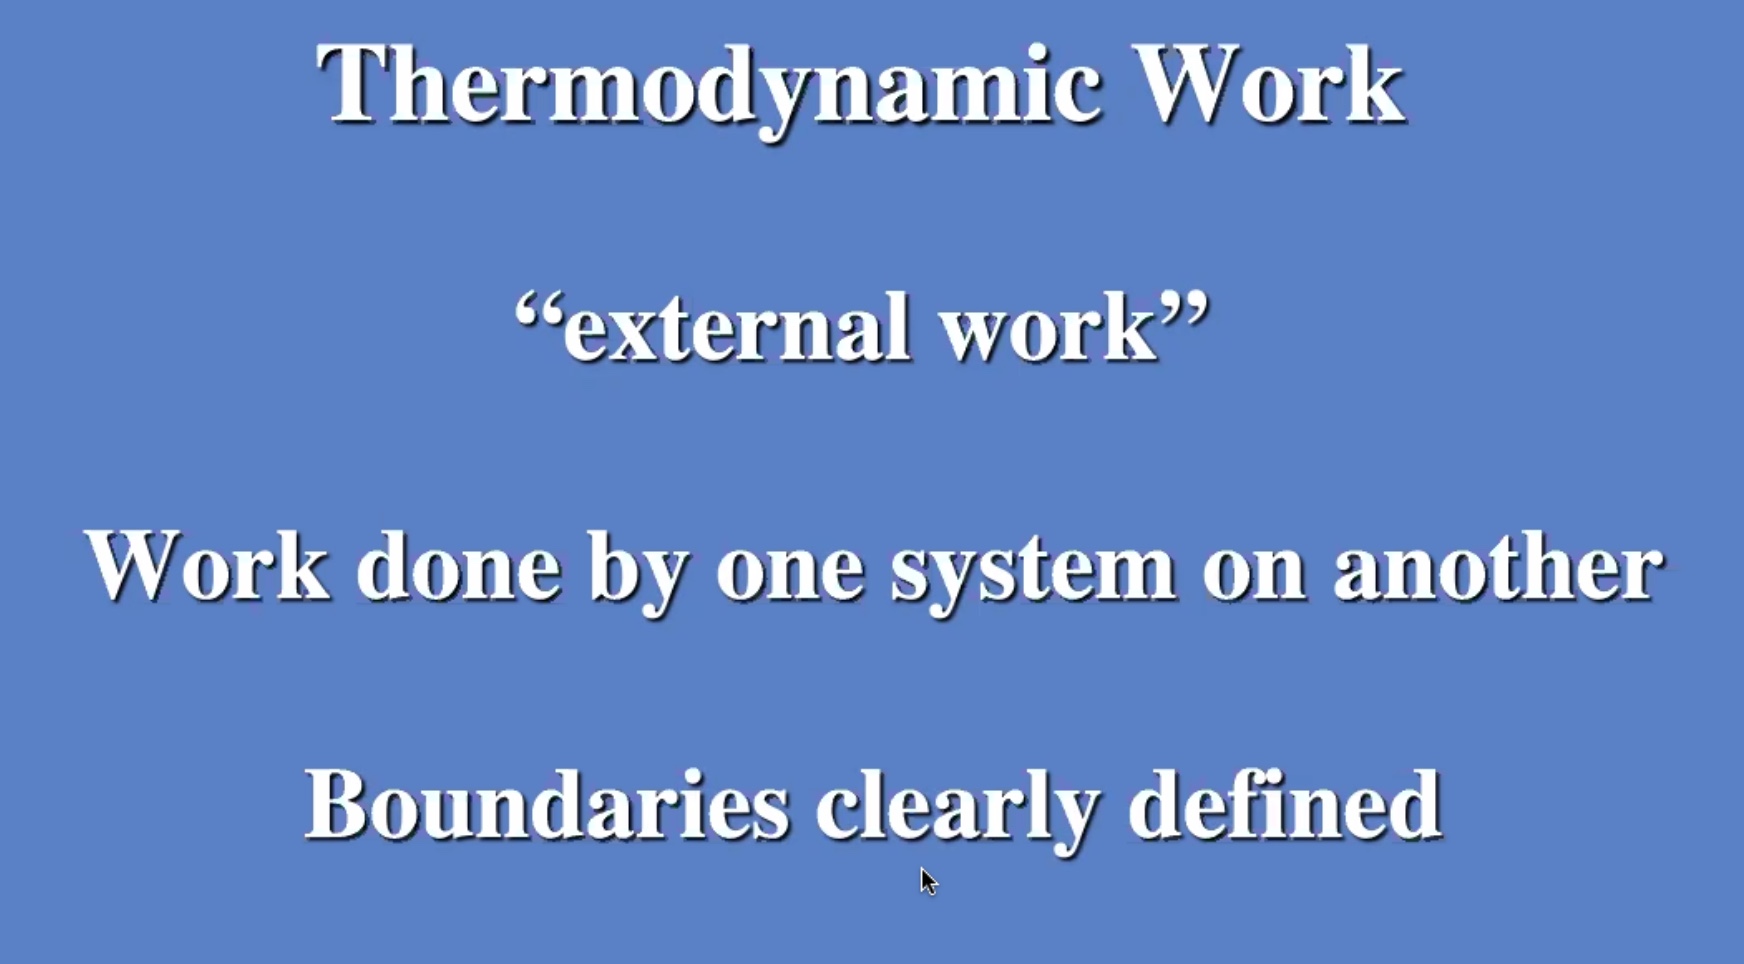 Thermodynamic Work
“external work”
Work done by one system on another
Boundaries clearly defined